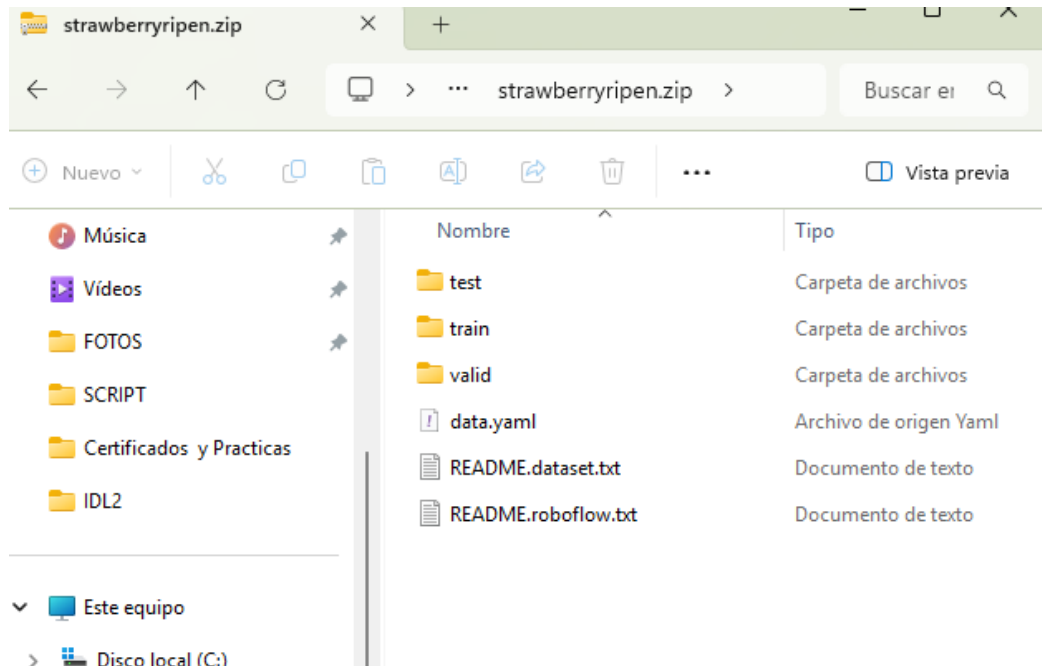 strawberryripen.zip
strawberryripen.zip
Buscar er
Nuevo
Vista previa
Música
Vídeos
FOTOS
SCRIPT
Certificados y Practicas
IDL2
Este equipo
Disco local (C:)
Nombre Tipo
test Carpeta de archivos
train Carpeta de archivos
valid Carpeta de archivos
data.yaml Archivo de origen Yaml
README.dataset.txt Documento de texto
README.roboflow.txt Documento de texto